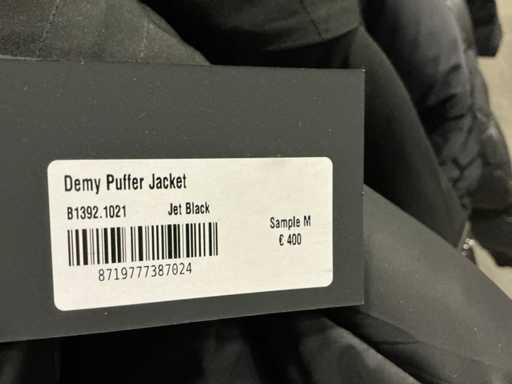 Demy Puffer Jacket
B1392.1021 Jet Black
Sample M
€ 400
8719777387024